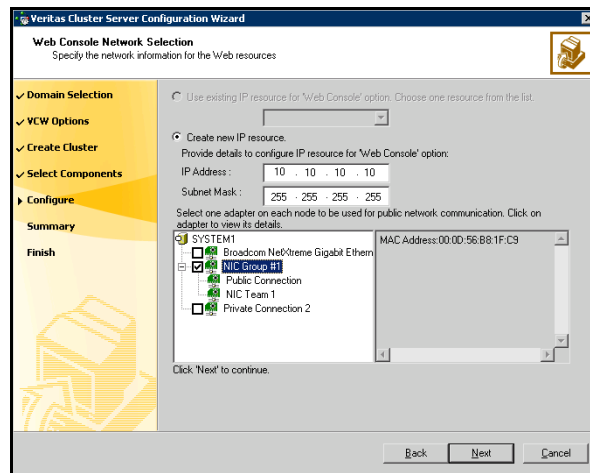 Veritas Cluster Server Configuration Wizard
Web Console Network Selection
Specify the network information for the Web resources
Domain Selection
VCW Options
Create Cluster
Select Components
Configure
Summary
Finish
Use existing IP resource for 'Web Console' option. Choose one resource from the list.
Create new IP resource.
Provide details to configure IP resource for 'Web Console' option:
IP Address : 10 . 10 . 10 . 10
Subnet Mask : 255 . 255 . 255 . 255
Select one adapter on each node to be used for public network communication. Click on
adapter to view its details.
SYSTEM1
Broadcom NetXtreme Gigabit Ethern
NIC Group #1
Public Connection
NIC Team 1
Private Connection 2
MAC Address:00:0D:56:B8:1F:C9
Click 'Next' to continue.
Back Next Cancel